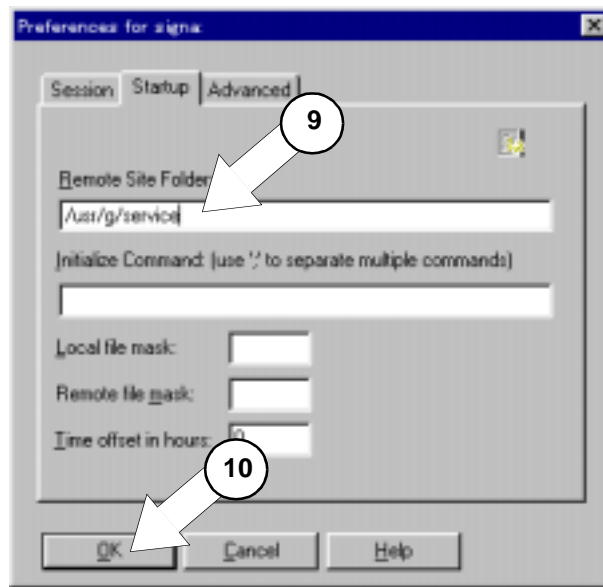 Preferences for signa:
Session Startup Advanced
9
Remote Site Folder
/usr/g/service
Initialize Command: (use ';' to separate multiple commands)
Local file mask:
Remote file mask:
Time offset in hours: 0
10
OK Cancel Help